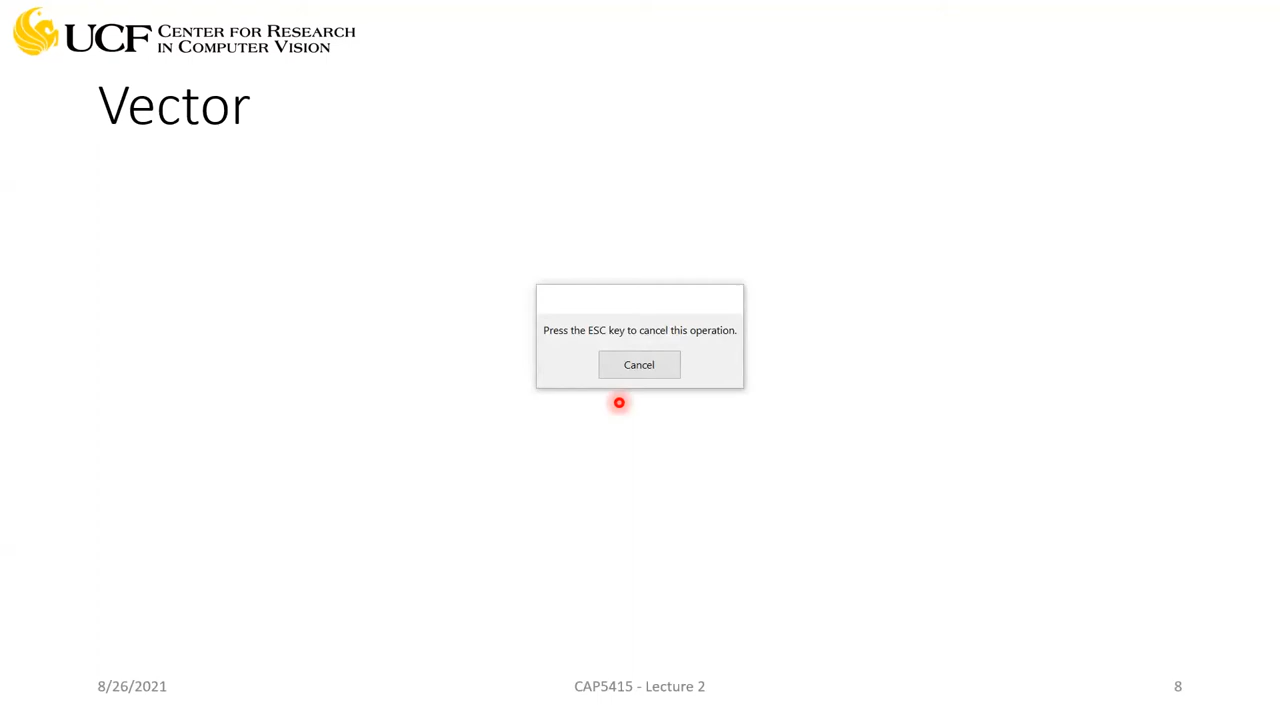 UCF CENTER FOR RESEARCH
IN COMPUTER VISION
Vector
Press the ESC key to cancel this operation.
Cancel
8/26/2021
CAP5415 - Lecture 2
8